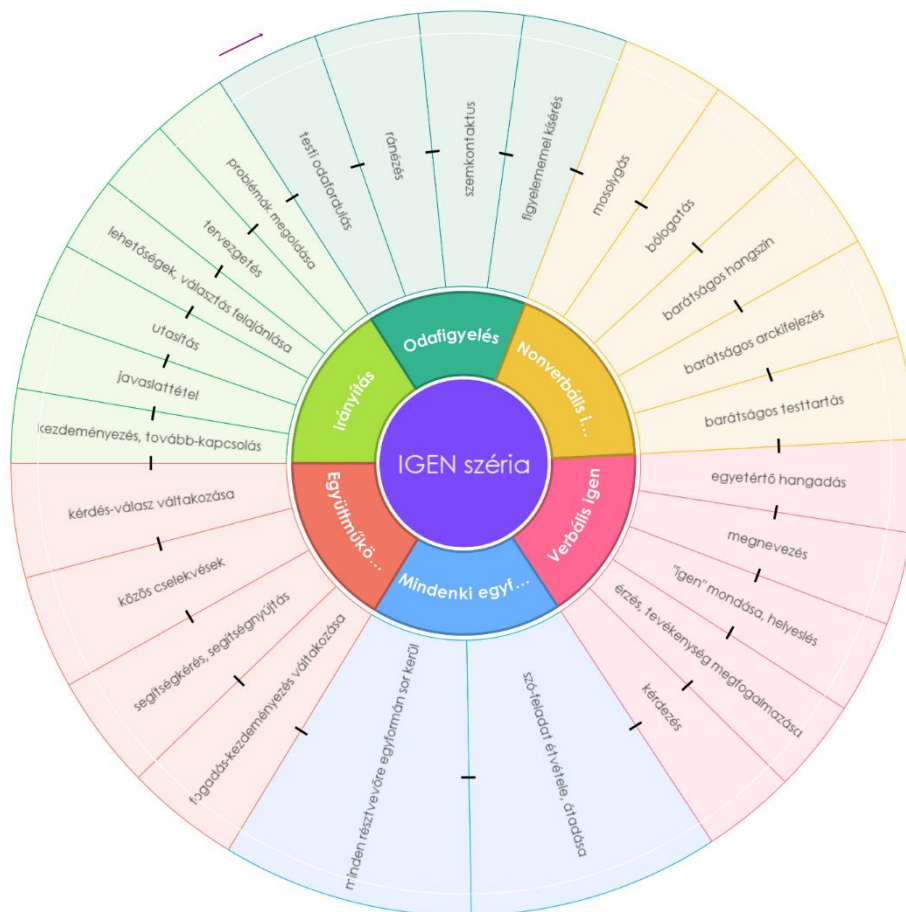 IGEN széria
Odafigyelés
testi odafordulás
ránézés
szemkontaktus
figyelememel kísérés
Nonverbális i...
mosolygás
bólogatás
barátságos hangszín
barátságos arckifejezés
barátságos testtartás
Verbális igen
egyetértő hangadás
megnevezés
"igen" mondása, helyeslés
érzés, tevékenység megfogalmazása
kérdezés
Mindenki egyf...
szó-feladat étvétele, átadása
minden résztvevőre egyformán sor kerül
Együttműkö...
fogadás-kezdeményezés váltakozása
segítségkérés, segítségnyújtás
közös cselekvések
kérdés-válasz váltakozása
Irányítás
kezdeményezés, tovább-kapcsolás
javaslattétel
utasítás
lehetőségek, választás felajánlása
tervezgetés
problémák megoldása